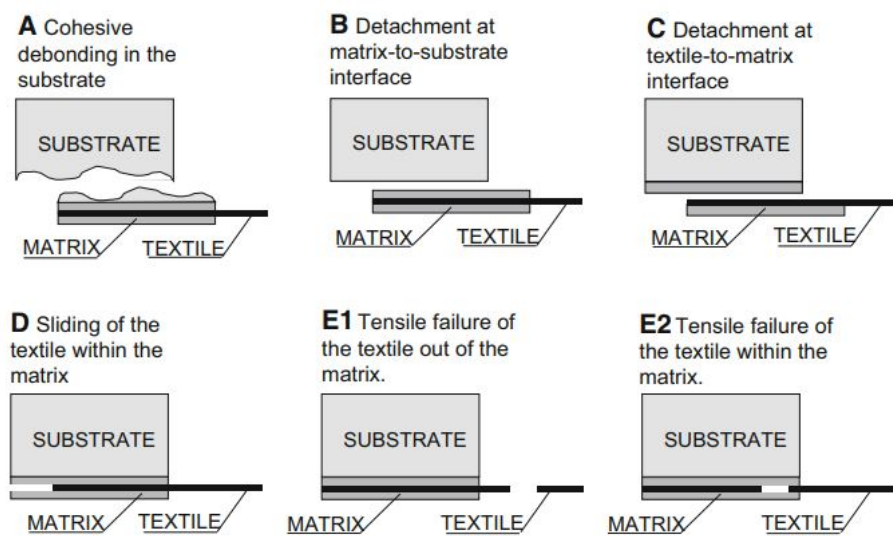 A Cohesive
debonding in the
substrate
SUBSTRATE
MATRIX TEXTILE
B Detachment at
matrix-to-substrate
interface
SUBSTRATE
MATRIX TEXTILE
C Detachment at
textile-to-matrix
interface
SUBSTRATE
MATRIX TEXTILE
D Sliding of the
textile within the
matrix
SUBSTRATE
MATRIX TEXTILE
E1 Tensile failure of
the textile out of the
matrix.
SUBSTRATE
MATRIX TEXTILE
E2 Tensile failure of
the textile within the
matrix.
SUBSTRATE
MATRIX TEXTILE